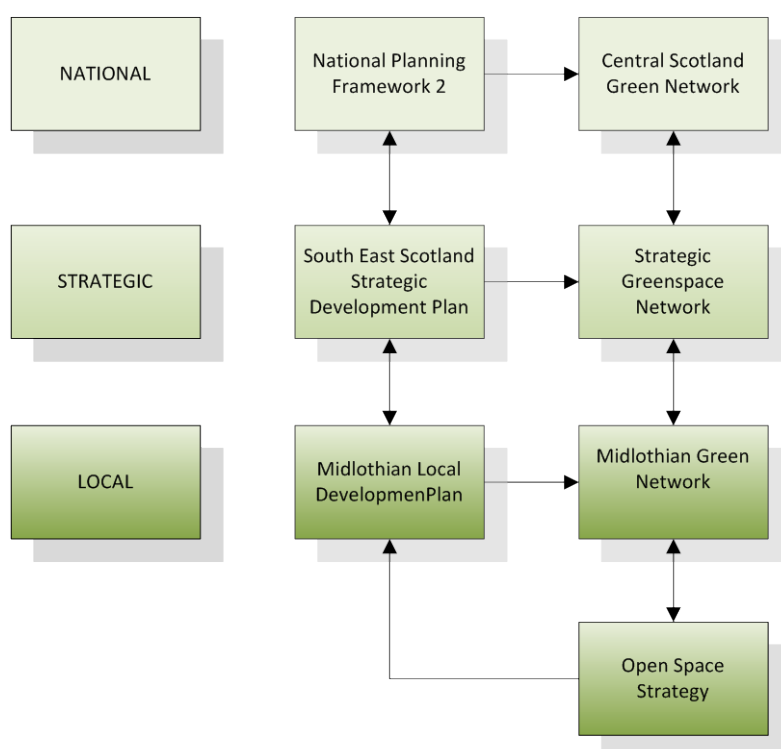 NATIONAL
National Planning
Framework 2
Central Scotland
Green Network
STRATEGIC
South East Scotland
Strategic
Development Plan
Strategic
Greenspace
Network
LOCAL
Midlothian Local
DevelopmenPlan
Midlothian Green
Network
Open Space
Strategy